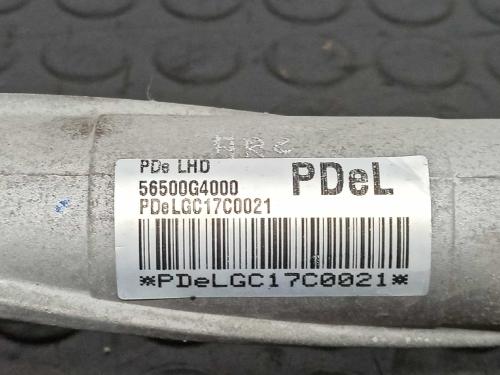 PDe LHD
56500G4000
PDeL
PDeLGC17C0021
*PDeLGC17C0021*